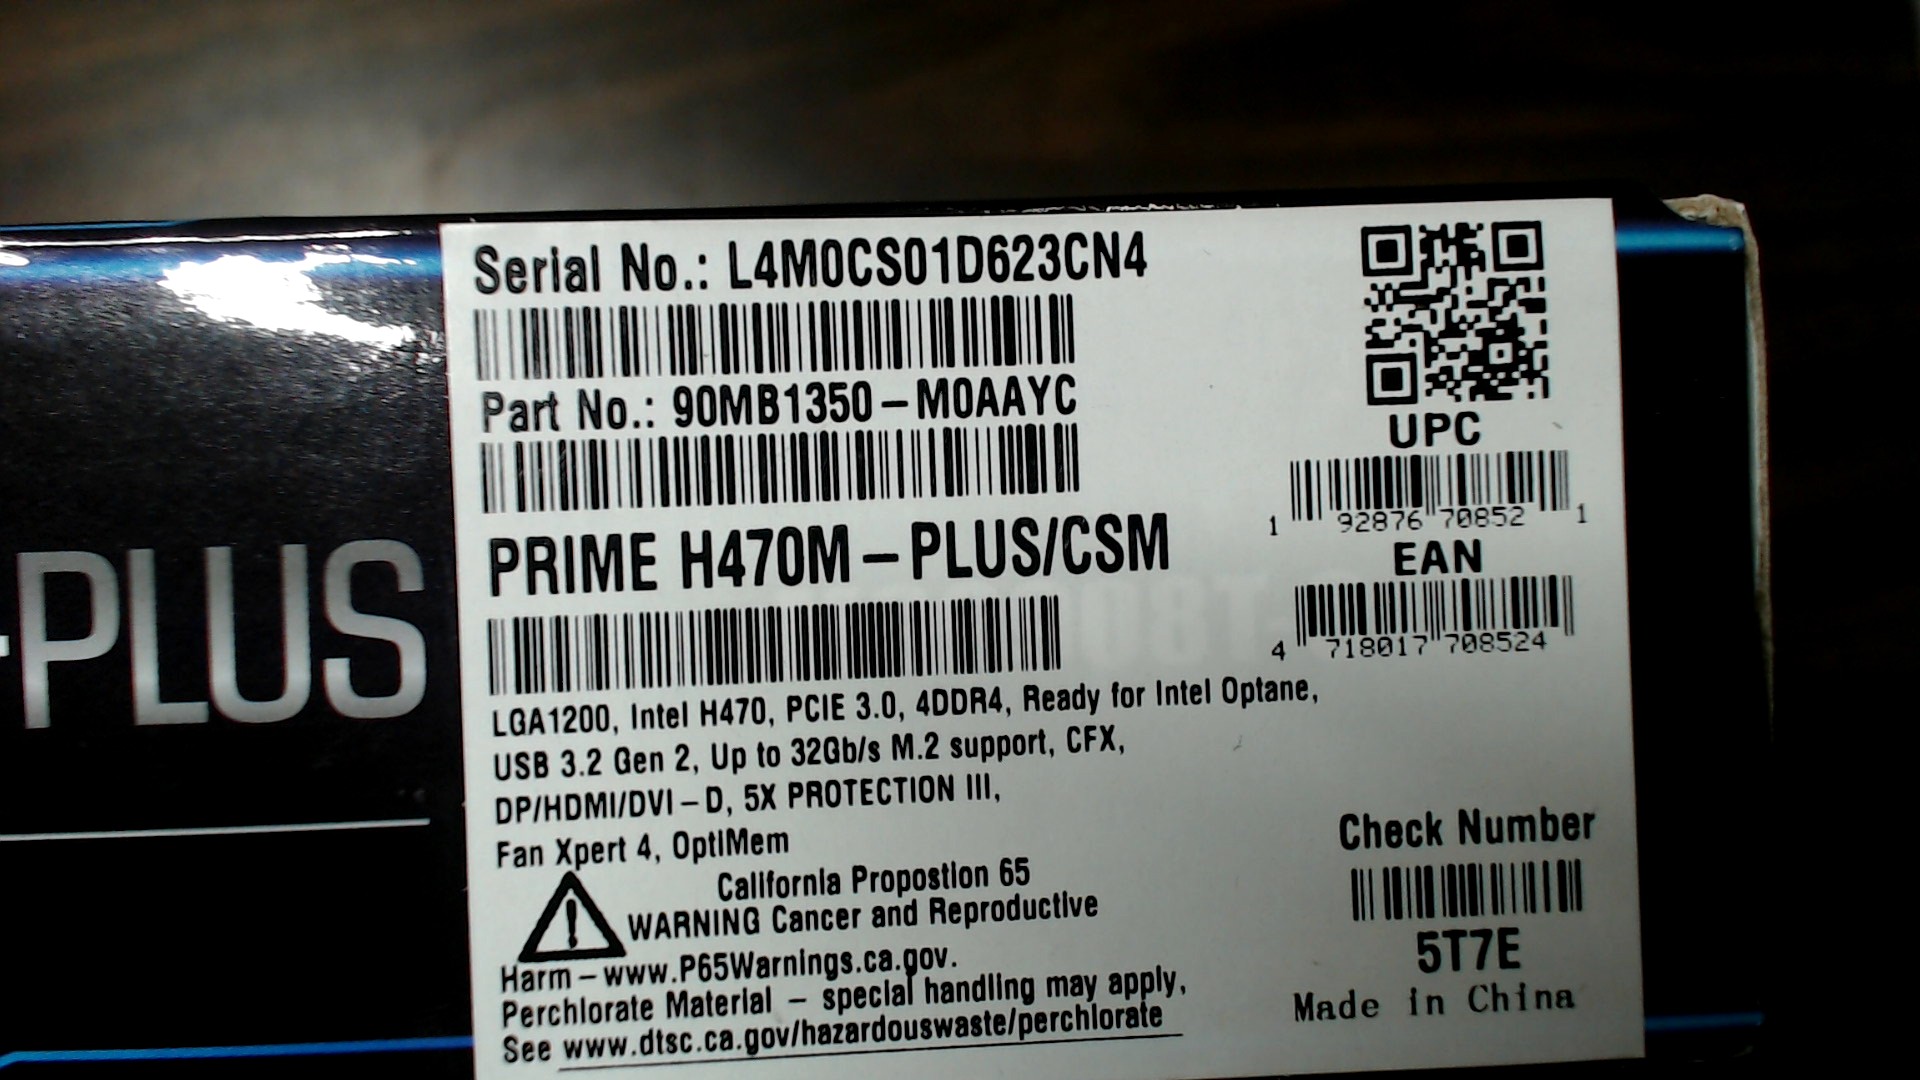 -PLUS
Serial No.: L4M0CS01D623CN4
Part No.: 90MB1350-M0AAYC
PRIME H470M-PLUS/CSM
LGA1200, Intel H470, PCIE 3.0, 4DDR4, Ready for Intel Optane,
USB 3.2 Gen 2, Up to 32Gb/s M.2 support, CFX,
DP/HDMI/DVI-D, 5X PROTECTION III,
Fan Xpert 4, OptiMem
California Propostion 65
WARNING Cancer and Reproductive
Harm-www.P65Warnings.ca.gov.
Perchlorate Material - special handling may apply,
See www.dtsc.ca.gov/hazardouswaste/perchlorate
UPC
1 92876 70852 1
EAN
4 718017 708524
Check Number
5T7E
Made in China